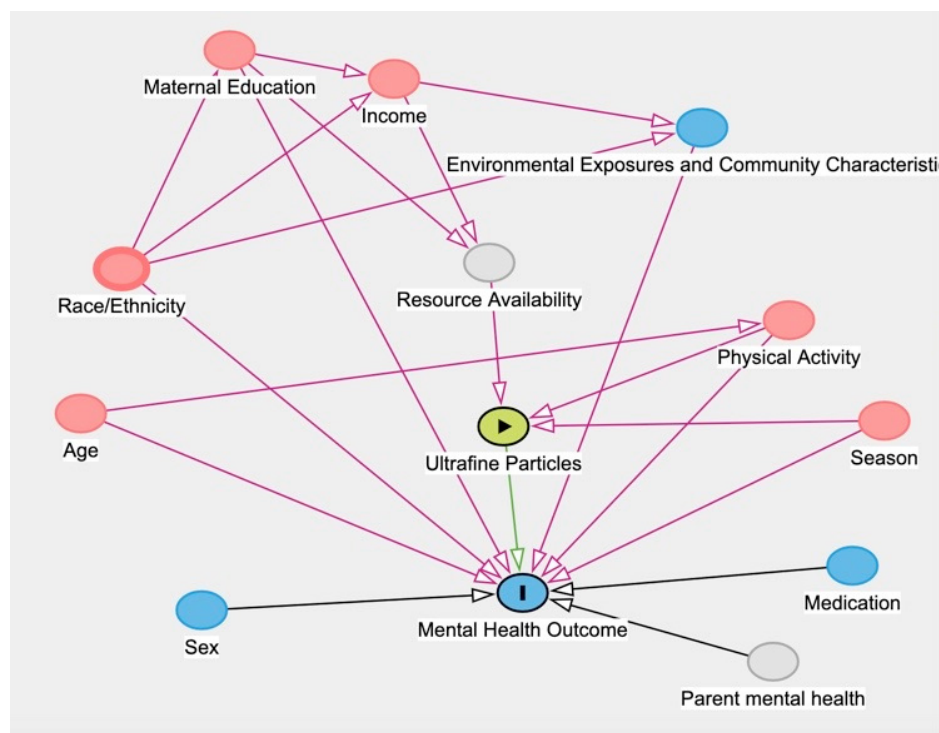 Maternal Education
Income
Environmental Exposures and Community Characteristi
Race/Ethnicity
Resource Availability
Physical Activity
Age
Ultrafine Particles
Season
Mental Health Outcome
Medication
Sex
Parent mental health